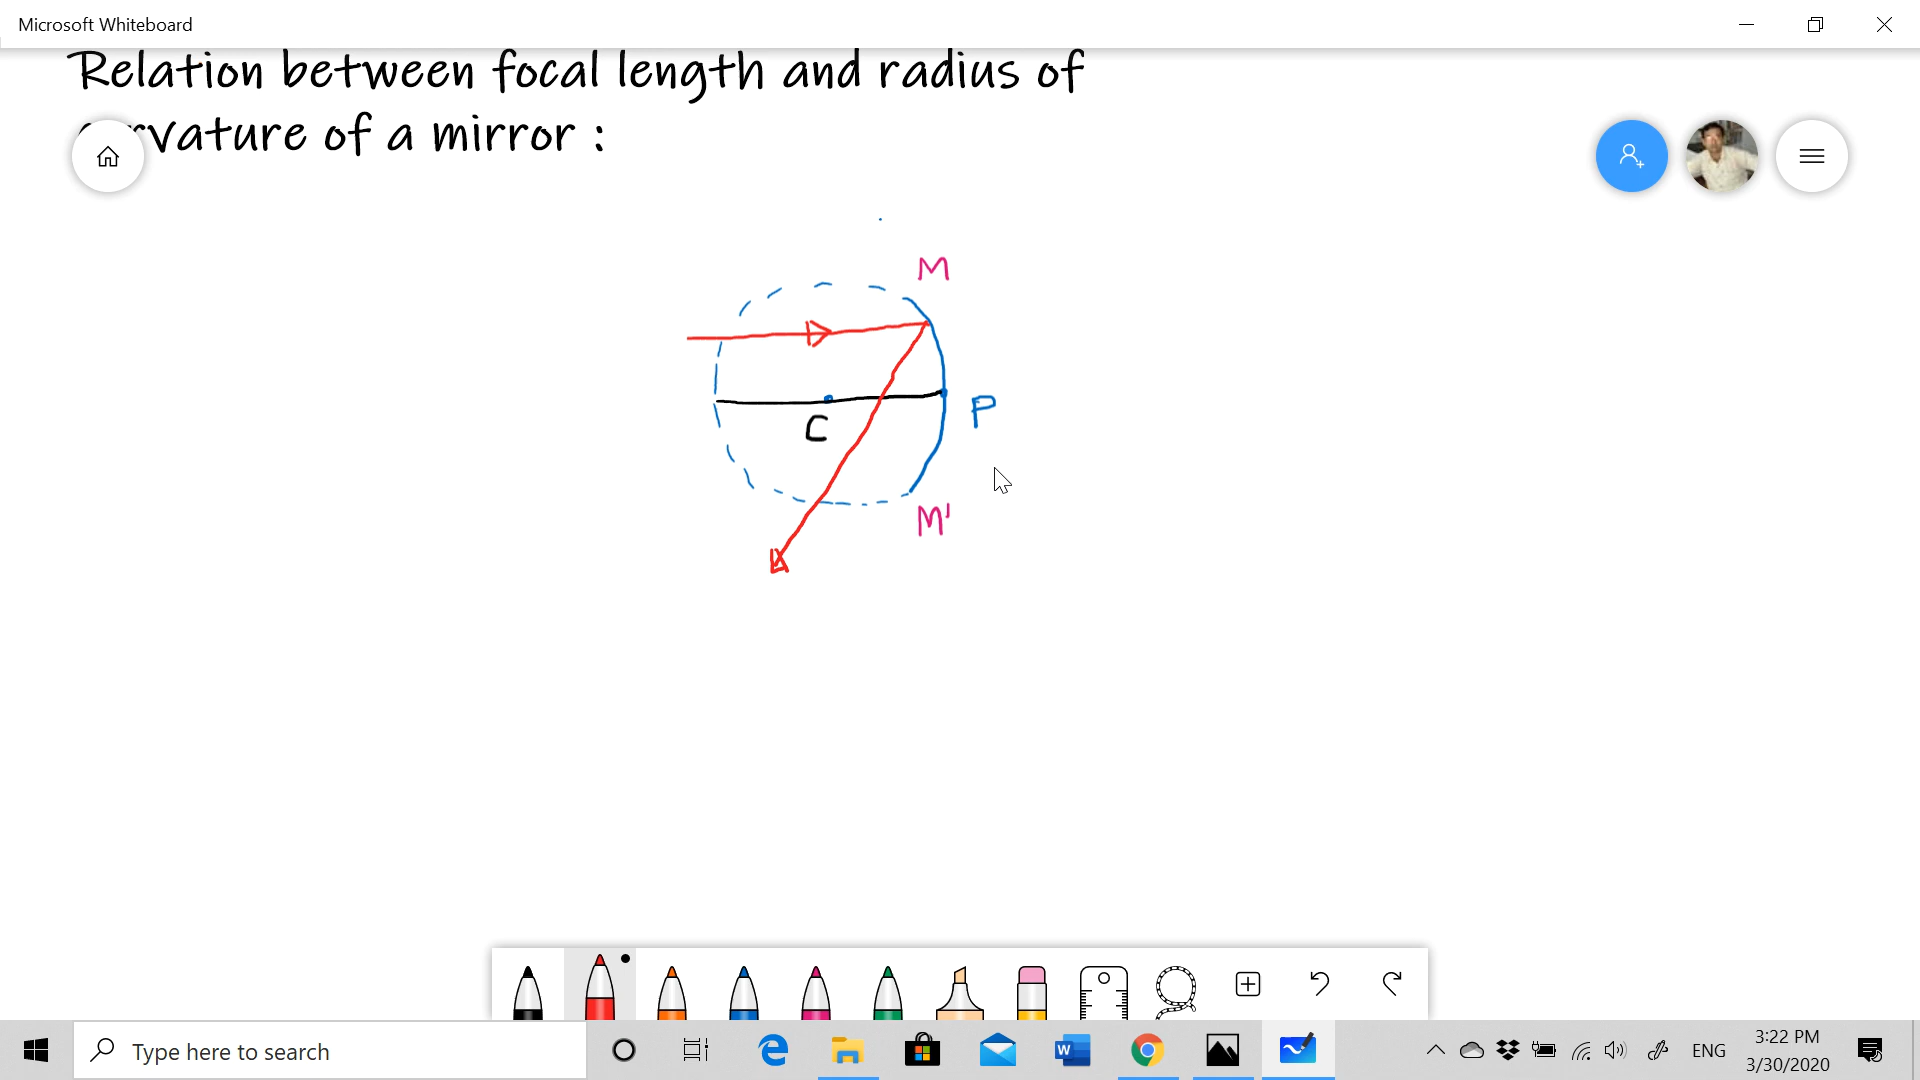 Microsoft Whiteboard
Relation between focal length and radius of
rvature of a mirror :
M
C
P
M'
Type here to search
ENG
3:22 PM
3/30/2020